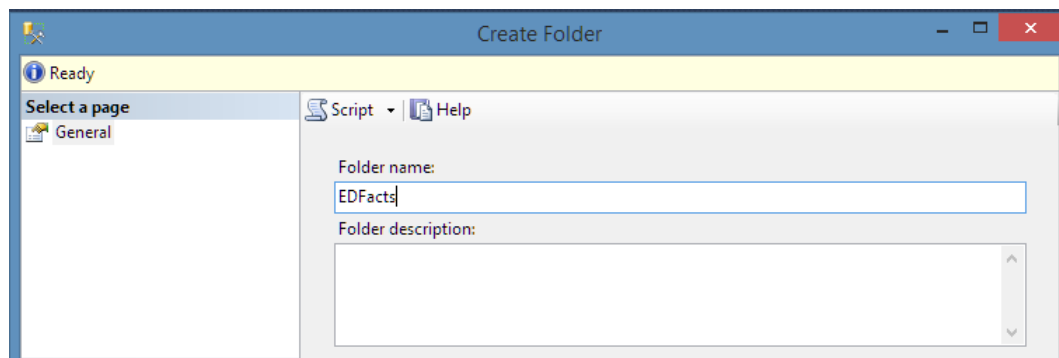 Create Folder
Ready
Select a page
General
Script
Help
Folder name:
EDFacts
Folder description: